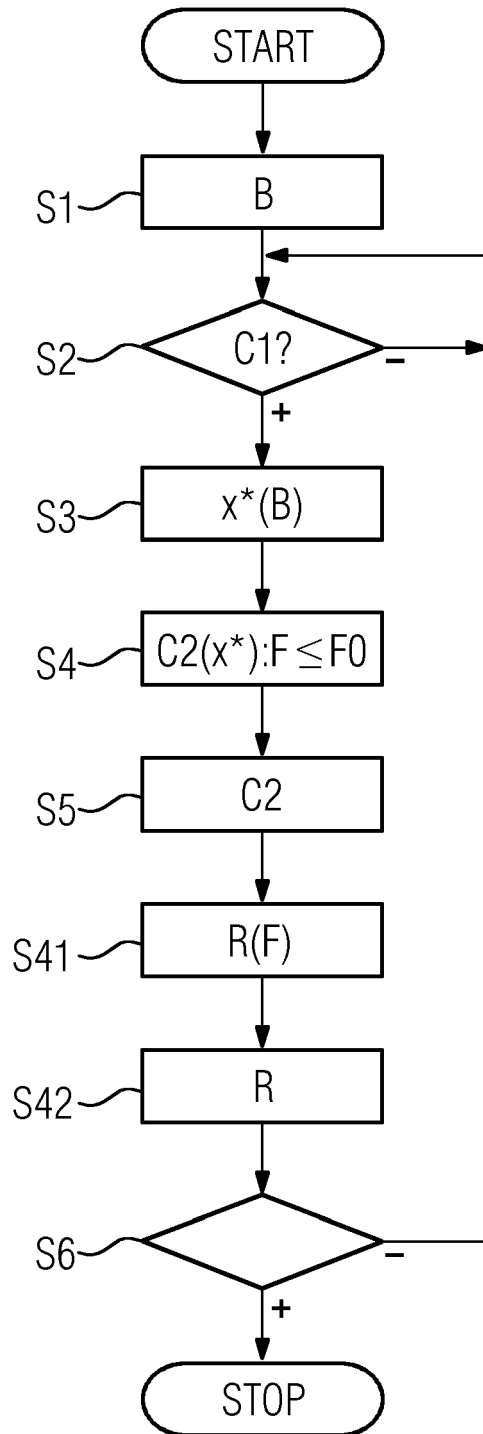 START
S1 B
S2 C1? –
+
S3 x*(B)
S4 C2(x*):F ≤ F0
S5 C2
S41 R(F)
S42 R
S6 –
+
STOP